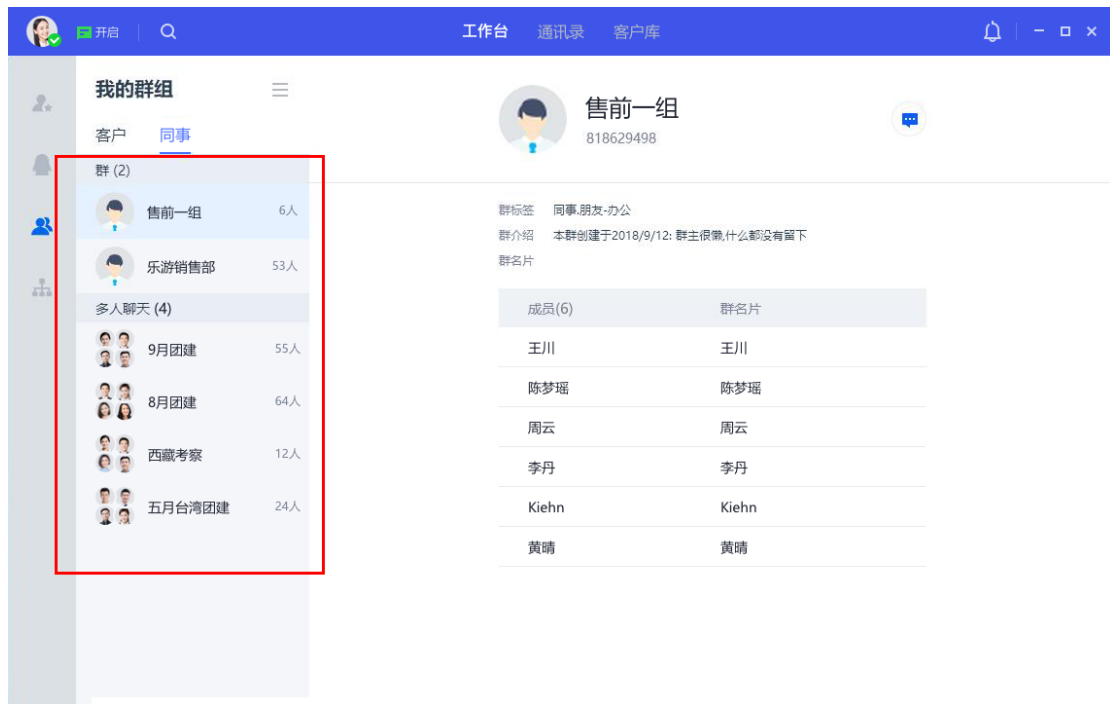 开启 工作台 通讯录 客户库
我的群组
客户 同事
群 (2)
售前一组 6人
乐游销售部 53人
多人聊天 (4)
9月团建 55人
8月团建 64人
西藏考察 12人
五月台湾团建 24人
售前一组
818629498
群标签 同事.朋友-办公
群介绍 本群创建于2018/9/12: 群主很懒,什么都没有留下
群名片
成员(6) 群名片
王川 王川
陈梦瑶 陈梦瑶
周云 周云
李丹 李丹
Kiehn Kiehn
黄晴 黄晴